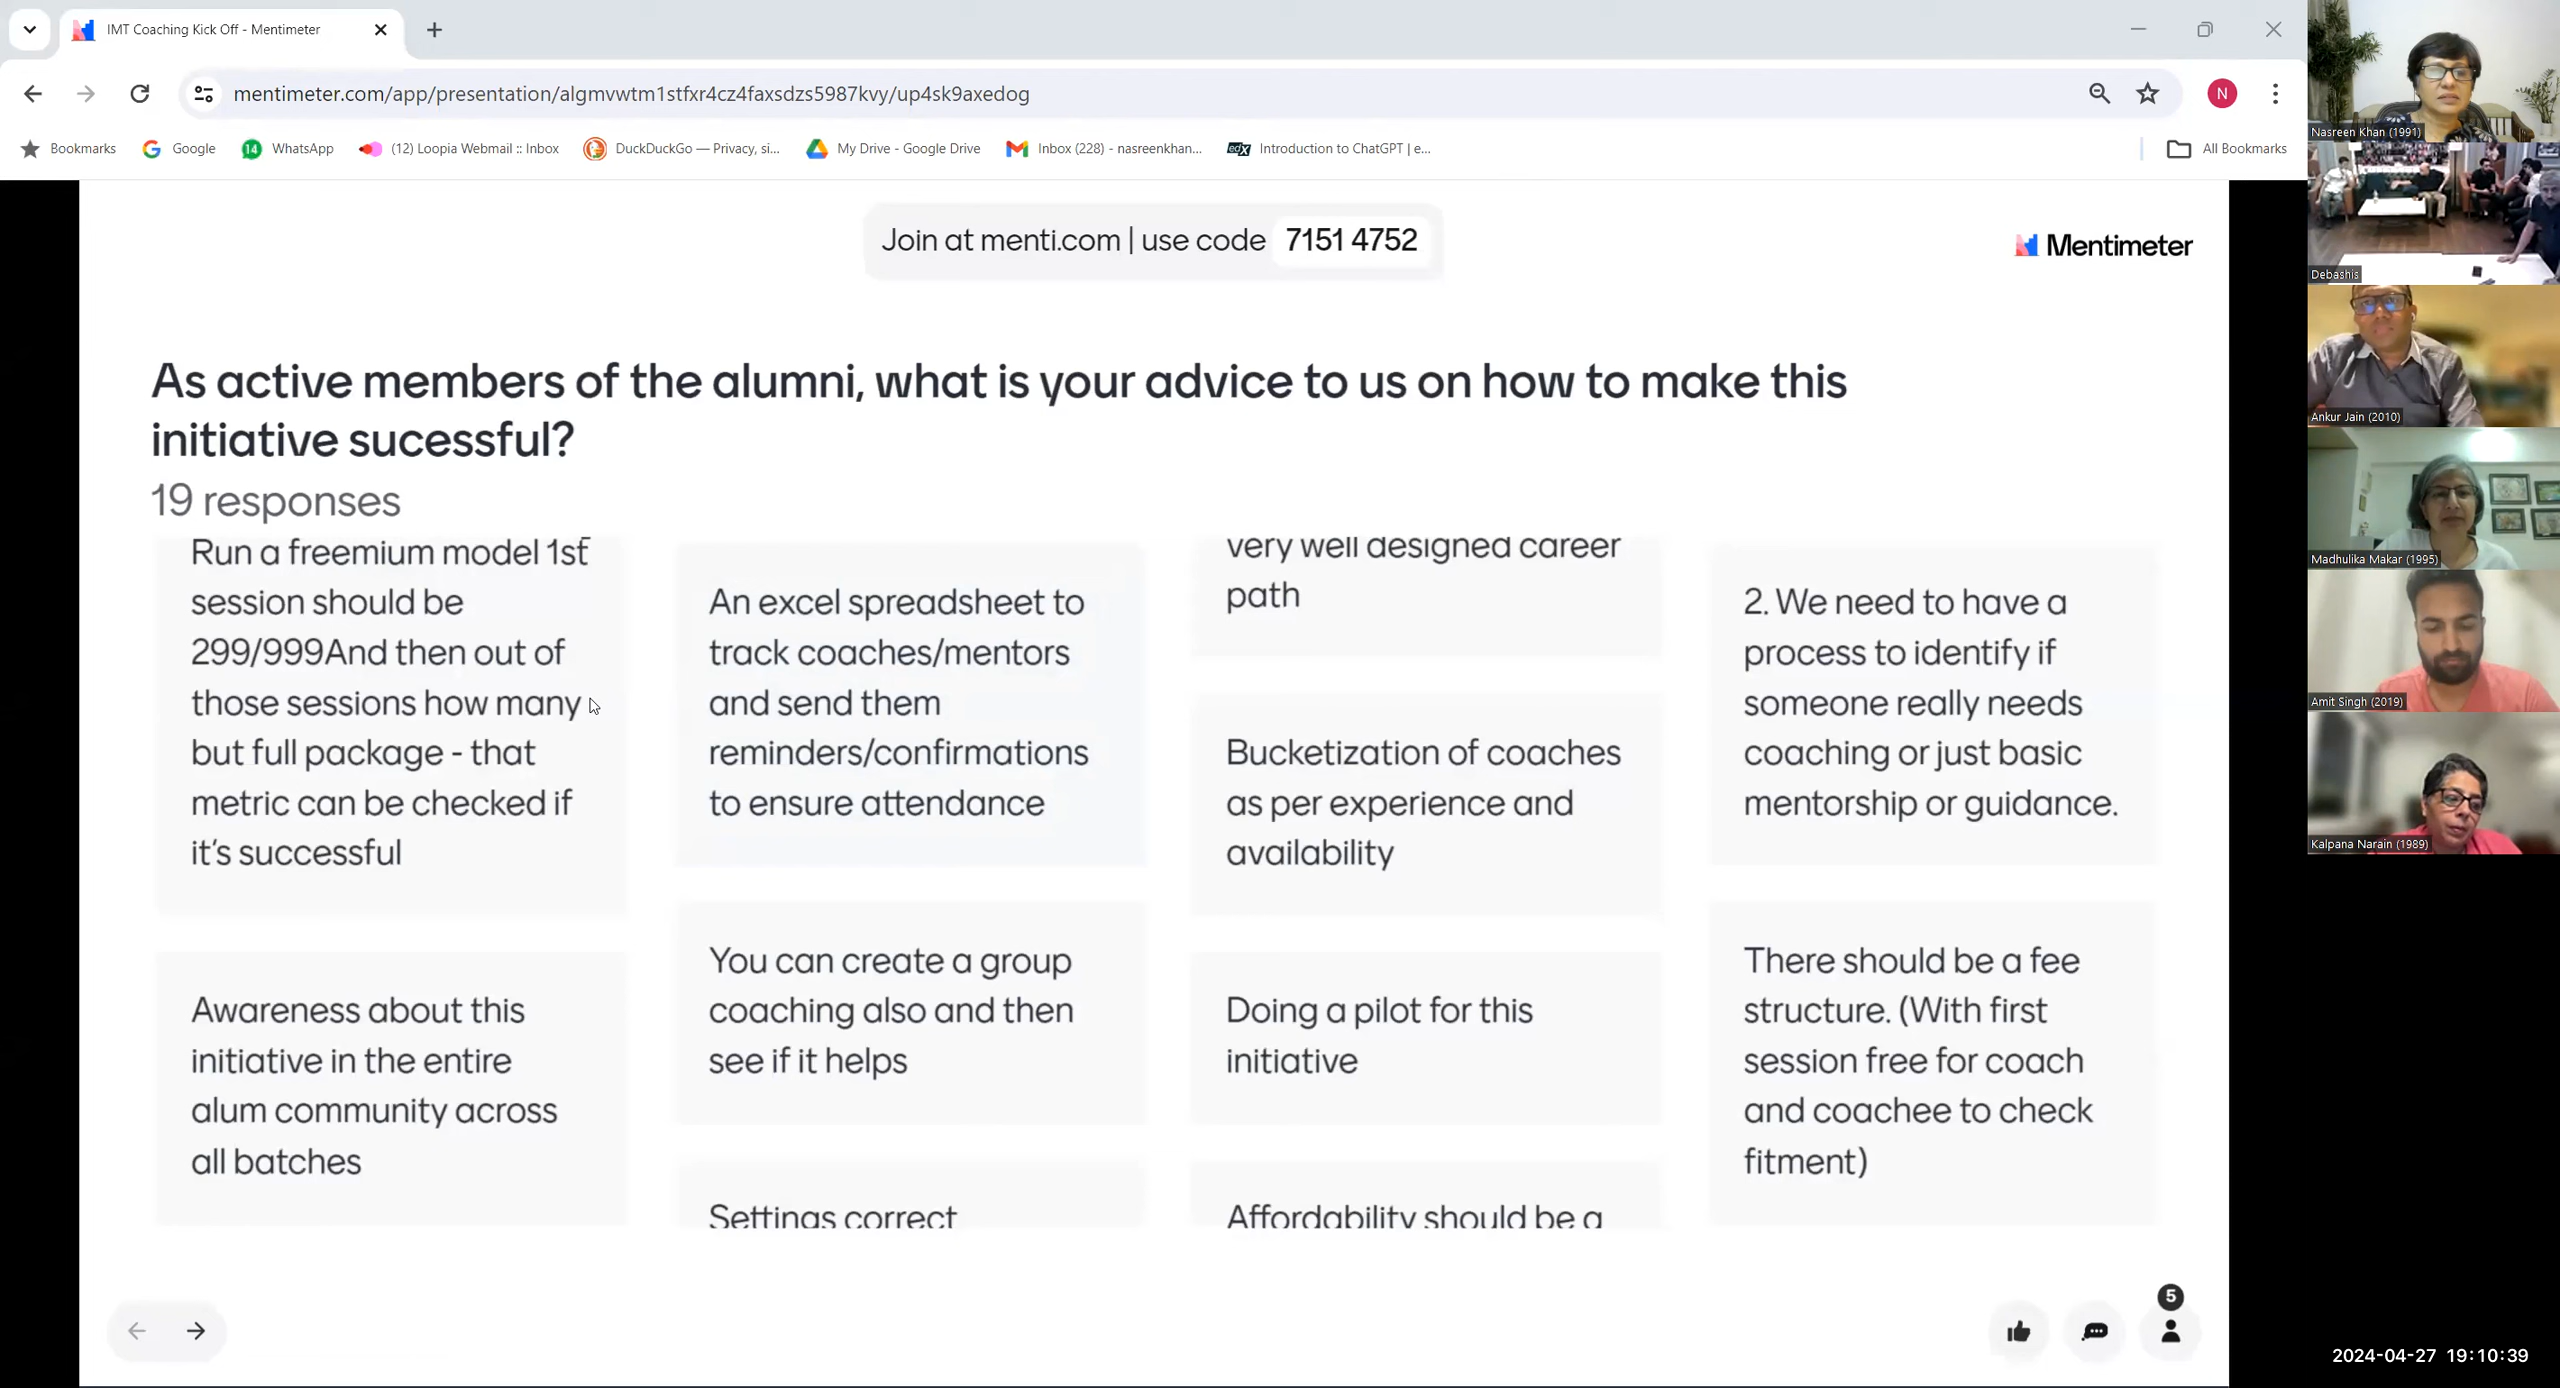 IMT Coaching Kick Off - Mentimeter
mentimeter.com/app/presentation/algmvwtm1stfxr4cz4faxsdzs5987kvy/up4sk9axedog
N
Bookmarks
Google
14
WhatsApp
(12) Loopia Webmail :: Inbox
DuckDuckGo — Privacy, si...
My Drive - Google Drive
Inbox (228) - nasreenkhan...
edX
Introduction to ChatGPT | e...
All Bookmarks
Join at menti.com | use code 7151 4752
Mentimeter
As active members of the alumni, what is your advice to us on how to make this
initiative sucessful?
19 responses
Run a freemium model 1st
session should be
299/999And then out of
those sessions how many
but full package - that
metric can be checked if
it's successful
Awareness about this
initiative in the entire
alum community across
all batches
An excel spreadsheet to
track coaches/mentors
and send them
reminders/confirmations
to ensure attendance
You can create a group
coaching also and then
see if it helps
Settings correct
very well designed career
path
Bucketization of coaches
as per experience and
availability
Doing a pilot for this
initiative
Affordability should be a
2. We need to have a
process to identify if
someone really needs
coaching or just basic
mentorship or guidance.
There should be a fee
structure. (With first
session free for coach
and coachee to check
fitment)
5
Nasreen Khan (1991)
Debashis
Ankur Jain (2010)
Madhulika Makar (1995)
Amit Singh (2019)
Kalpana Narain (1989)
2024-04-27 19:10:39